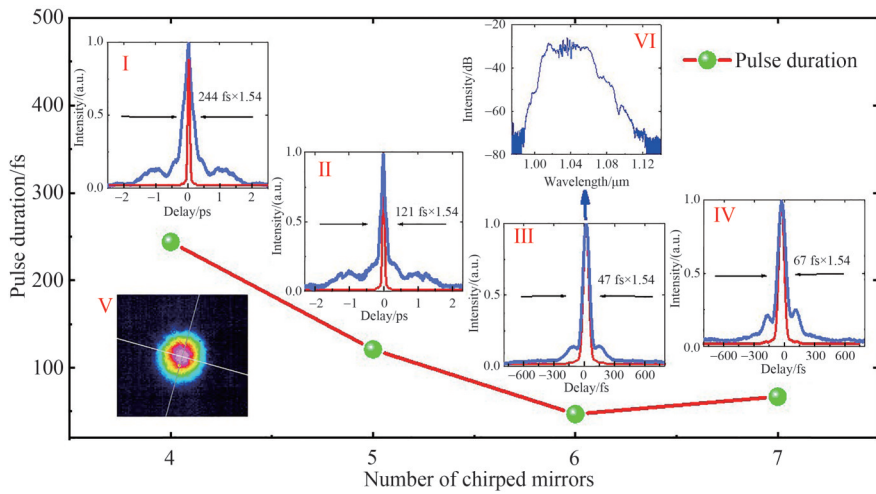 500
400
300
200
100
Pulse duration/fs
4
5
6
7
Number of chirped mirrors
Pulse duration
I
1.0
0.5
0
Intensity/(a.u.)
244 fs×1.54
−2
−1
0
1
2
Delay/ps
II
1.0
0.5
0.0
Intensity/(a.u.)
121 fs×1.54
−2
−1
0
1
2
Delay/ps
VI
−20
−40
−60
−80
Intensity/dB
1.00
1.04
1.08
1.12
Wavelength/μm
III
1.0
0.5
0
Intensity/(a.u.)
47 fs×1.54
−600
−300
0
300
600
Delay/fs
IV
1.0
0.5
0
Intensity/(a.u.)
67 fs×1.54
−600
−300
0
300
600
Delay/fs
V